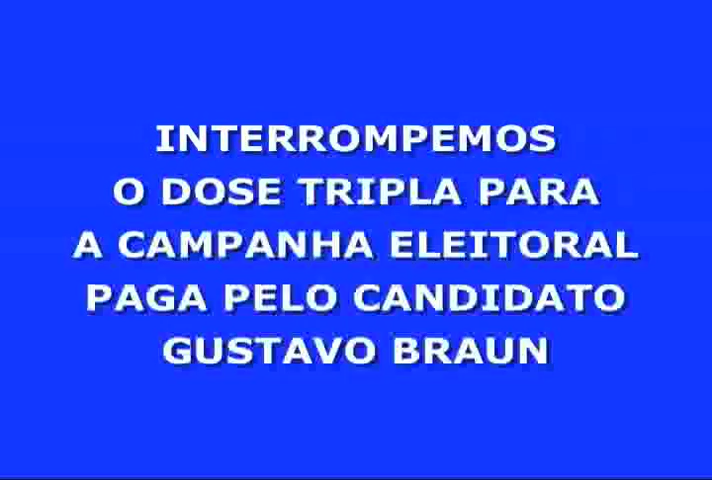 INTERROMPEMOS
O DOSE TRIPLA PARA
A CAMPANHA ELEITORAL
PAGA PELO CANDIDATO
GUSTAVO BRAUN